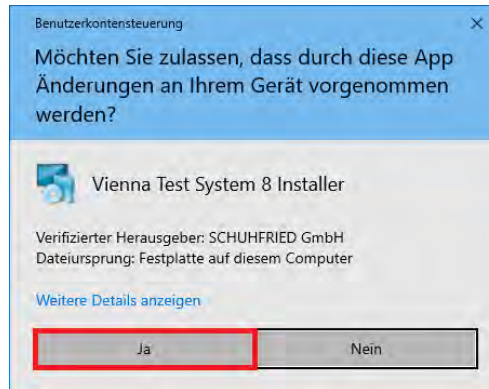 Benutzerkontensteuerung
Möchten Sie zulassen, dass durch diese App
Änderungen an Ihrem Gerät vorgenommen
werden?
Vienna Test System 8 Installer
Verifizierter Herausgeber: SCHUHFRIED GmbH
Dateiursprung: Festplatte auf diesem Computer
Weitere Details anzeigen
Ja Nein